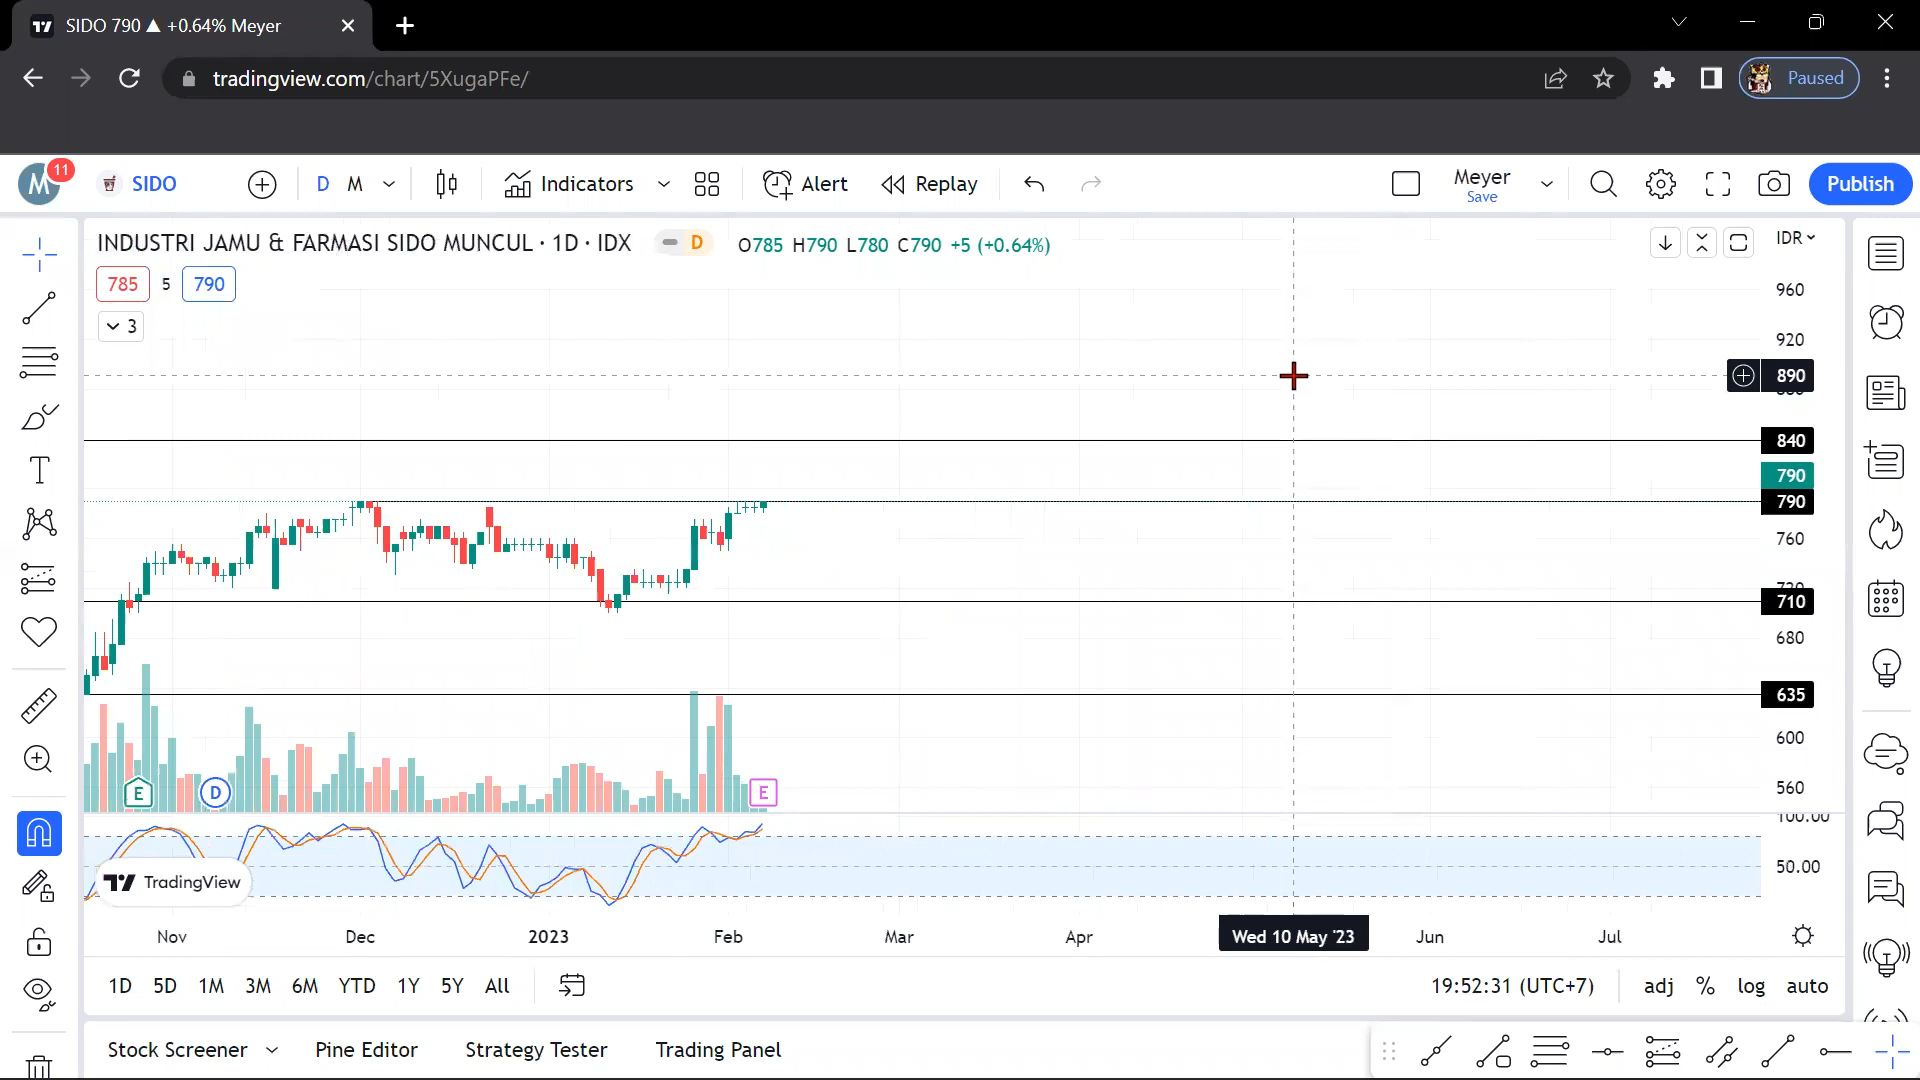 SIDO 790 ▲ +0.64% Meyer
tradingview.com/chart/5XugaPFe/
Paused
M 11 SIDO D M Indicators Alert Replay Meyer Save Publish
INDUSTRI JAMU & FARMASI SIDO MUNCUL · 1D · IDX D O785 H790 L780 C790 +5 (+0.64%) IDR
785 5 790
3
960
920
890
840
790
790
760
710
680
635
600
560
E D E
100.00
50.00
TradingView
Nov Dec 2023 Feb Mar Apr Wed 10 May '23 Jun Jul
1D 5D 1M 3M 6M YTD 1Y 5Y All 19:52:31 (UTC+7) adj % log auto
Stock Screener Pine Editor Strategy Tester Trading Panel